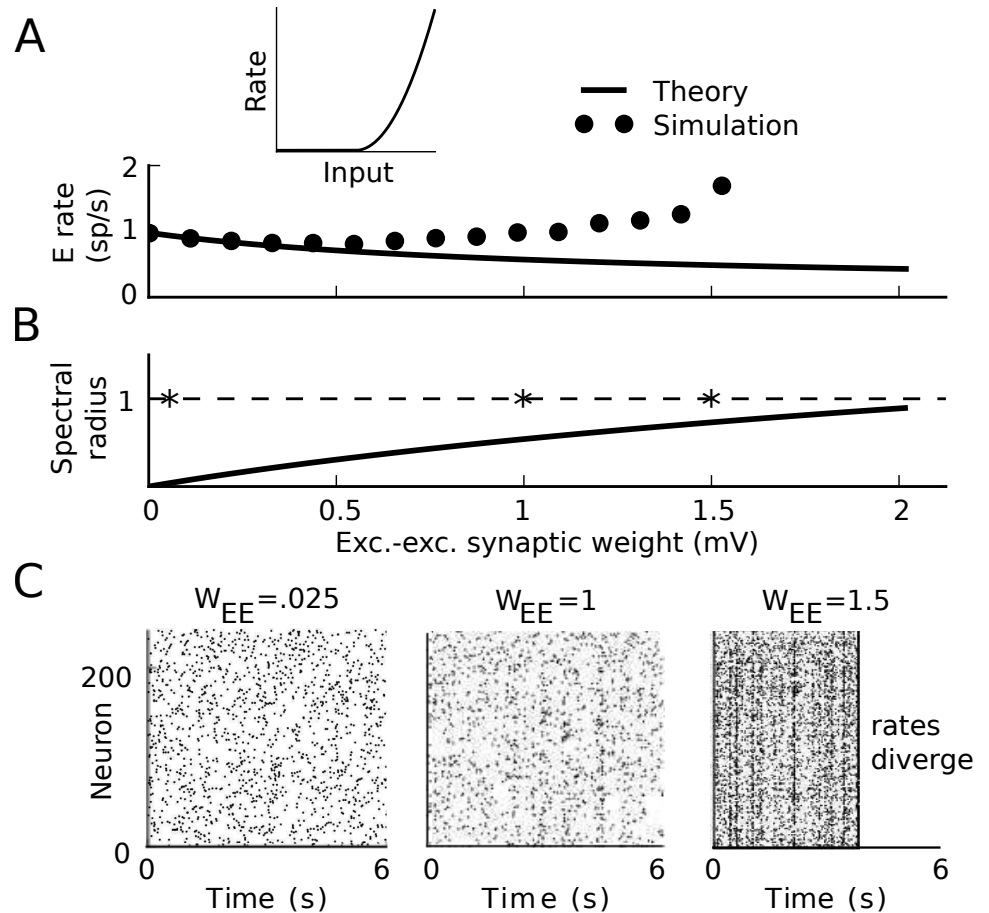 A
Rate
Input
Theory
Simulation
E rate
(sp/s)
2
1
0
B
Spectral
radius
1
0 0.5 1 1.5 2
Exc.-exc. synaptic weight (mV)
C
W_EE=.025
W_EE=1
W_EE=1.5
Neuron
200
0
0 6
Time (s)
0 6
Time (s)
0 6
Time (s)
rates
diverge